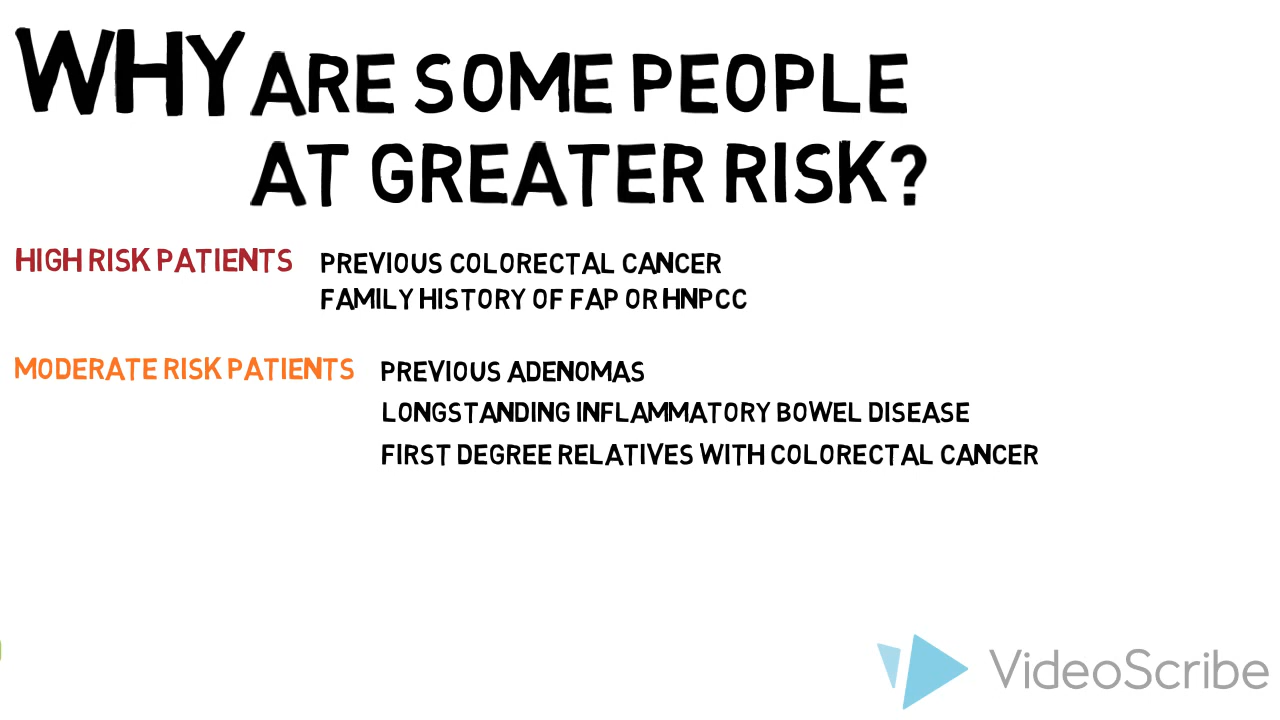 WHY ARE SOME PEOPLE
AT GREATER RISK?
HIGH RISK PATIENTS PREVIOUS COLORECTAL CANCER
FAMILY HISTORY OF FAP OR HNPCC
MODERATE RISK PATIENTS PREVIOUS ADENOMAS
LONGSTANDING INFLAMMATORY BOWEL DISEASE
FIRST DEGREE RELATIVES WITH COLORECTAL CANCER
VideoScribe